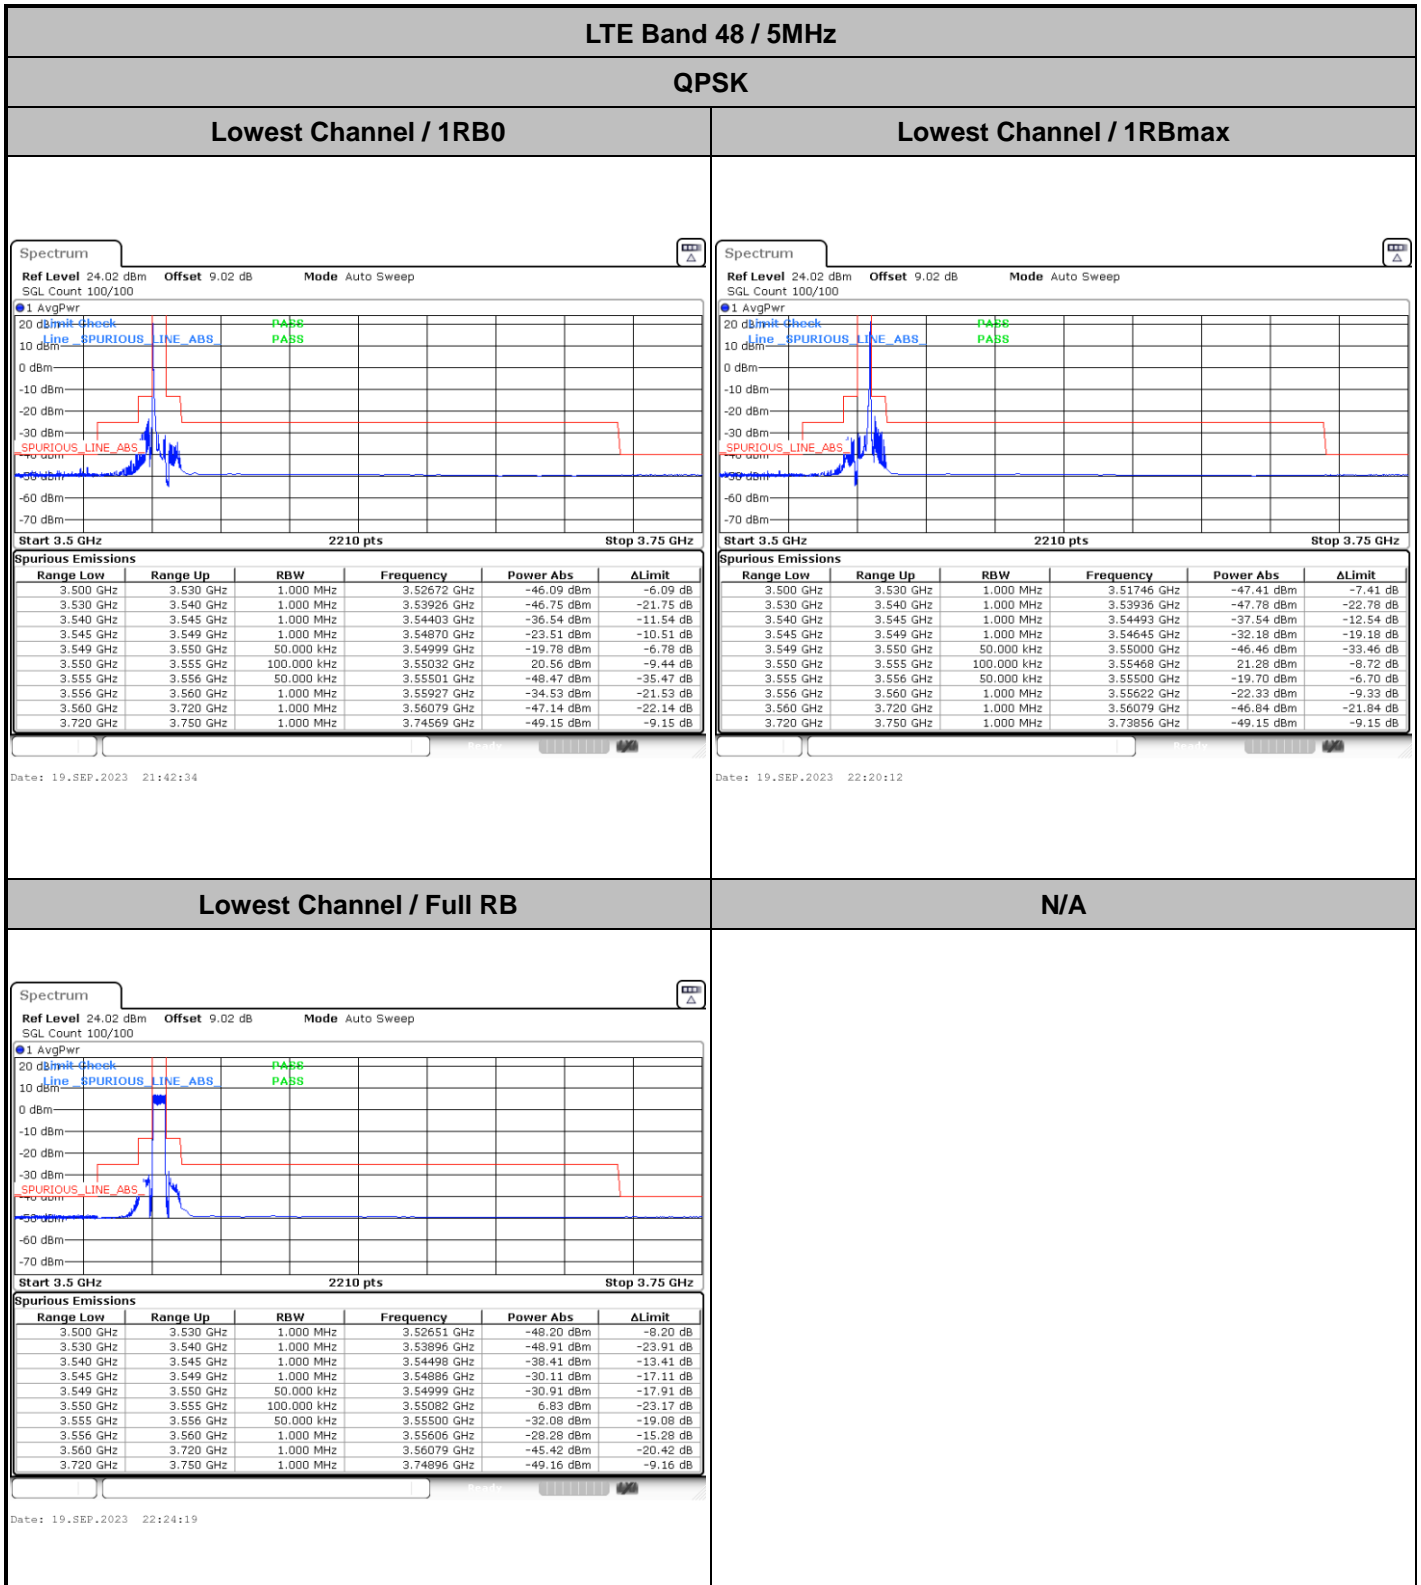 LTE Band 48 / 5MHz
QPSK
Lowest Channel / 1RB0
Lowest Channel / 1RBmax
Spectrum
Ref Level 24.02 dBm Offset 9.02 dB Mode Auto Sweep
SGL Count 100/100
1 AvgPwr
20 dBm
Limit Check PASS
10 dBm
Line _SPURIOUS_LINE_ABS_ PASS
0 dBm
-10 dBm
-20 dBm
-30 dBm
_SPURIOUS_LINE_ABS_
-40 dBm
-50 dBm
-60 dBm
-70 dBm
Start 3.5 GHz 2210 pts Stop 3.75 GHz
Spurious Emissions
Range Low Range Up RBW Frequency Power Abs ΔLimit
3.500 GHz 3.530 GHz 1.000 MHz 3.52672 GHz -46.09 dBm -6.09 dB
3.530 GHz 3.540 GHz 1.000 MHz 3.53926 GHz -46.75 dBm -21.75 dB
3.540 GHz 3.545 GHz 1.000 MHz 3.54403 GHz -36.54 dBm -11.54 dB
3.545 GHz 3.549 GHz 1.000 MHz 3.54870 GHz -23.51 dBm -10.51 dB
3.549 GHz 3.550 GHz 50.000 kHz 3.54999 GHz -19.78 dBm -6.78 dB
3.550 GHz 3.555 GHz 100.000 kHz 3.55032 GHz 20.56 dBm -9.44 dB
3.555 GHz 3.556 GHz 50.000 kHz 3.55501 GHz -48.47 dBm -35.47 dB
3.556 GHz 3.560 GHz 1.000 MHz 3.55927 GHz -34.53 dBm -21.53 dB
3.560 GHz 3.720 GHz 1.000 MHz 3.56079 GHz -47.14 dBm -22.14 dB
3.720 GHz 3.750 GHz 1.000 MHz 3.74569 GHz -49.15 dBm -9.15 dB
Ready
Date: 19.SEP.2023 21:42:34
Spectrum
Ref Level 24.02 dBm Offset 9.02 dB Mode Auto Sweep
SGL Count 100/100
1 AvgPwr
20 dBm
Limit Check PASS
10 dBm
Line _SPURIOUS_LINE_ABS_ PASS
0 dBm
-10 dBm
-20 dBm
-30 dBm
_SPURIOUS_LINE_ABS_
-40 dBm
-50 dBm
-60 dBm
-70 dBm
Start 3.5 GHz 2210 pts Stop 3.75 GHz
Spurious Emissions
Range Low Range Up RBW Frequency Power Abs ΔLimit
3.500 GHz 3.530 GHz 1.000 MHz 3.51746 GHz -47.41 dBm -7.41 dB
3.530 GHz 3.540 GHz 1.000 MHz 3.53936 GHz -47.78 dBm -22.78 dB
3.540 GHz 3.545 GHz 1.000 MHz 3.54493 GHz -37.54 dBm -12.54 dB
3.545 GHz 3.549 GHz 1.000 MHz 3.54645 GHz -32.18 dBm -19.18 dB
3.549 GHz 3.550 GHz 50.000 kHz 3.55000 GHz -46.46 dBm -33.46 dB
3.550 GHz 3.555 GHz 100.000 kHz 3.55468 GHz 21.28 dBm -8.72 dB
3.555 GHz 3.556 GHz 50.000 kHz 3.55500 GHz -19.70 dBm -6.70 dB
3.556 GHz 3.560 GHz 1.000 MHz 3.55622 GHz -22.33 dBm -9.33 dB
3.560 GHz 3.720 GHz 1.000 MHz 3.56079 GHz -46.84 dBm -21.84 dB
3.720 GHz 3.750 GHz 1.000 MHz 3.73856 GHz -49.15 dBm -9.15 dB
Ready
Date: 19.SEP.2023 22:20:12
Lowest Channel / Full RB
N/A
Spectrum
Ref Level 24.02 dBm Offset 9.02 dB Mode Auto Sweep
SGL Count 100/100
1 AvgPwr
20 dBm
Limit Check PASS
10 dBm
Line _SPURIOUS_LINE_ABS_ PASS
0 dBm
-10 dBm
-20 dBm
-30 dBm
_SPURIOUS_LINE_ABS_
-40 dBm
-50 dBm
-60 dBm
-70 dBm
Start 3.5 GHz 2210 pts Stop 3.75 GHz
Spurious Emissions
Range Low Range Up RBW Frequency Power Abs ΔLimit
3.500 GHz 3.530 GHz 1.000 MHz 3.52651 GHz -48.20 dBm -8.20 dB
3.530 GHz 3.540 GHz 1.000 MHz 3.53896 GHz -48.91 dBm -23.91 dB
3.540 GHz 3.545 GHz 1.000 MHz 3.54498 GHz -38.41 dBm -13.41 dB
3.545 GHz 3.549 GHz 1.000 MHz 3.54886 GHz -30.11 dBm -17.11 dB
3.549 GHz 3.550 GHz 50.000 kHz 3.54999 GHz -30.91 dBm -17.91 dB
3.550 GHz 3.555 GHz 100.000 kHz 3.55082 GHz 6.83 dBm -23.17 dB
3.555 GHz 3.556 GHz 50.000 kHz 3.55500 GHz -32.08 dBm -19.08 dB
3.556 GHz 3.560 GHz 1.000 MHz 3.55606 GHz -28.28 dBm -15.28 dB
3.560 GHz 3.720 GHz 1.000 MHz 3.56079 GHz -45.42 dBm -20.42 dB
3.720 GHz 3.750 GHz 1.000 MHz 3.74896 GHz -49.16 dBm -9.16 dB
Ready
Date: 19.SEP.2023 22:24:19